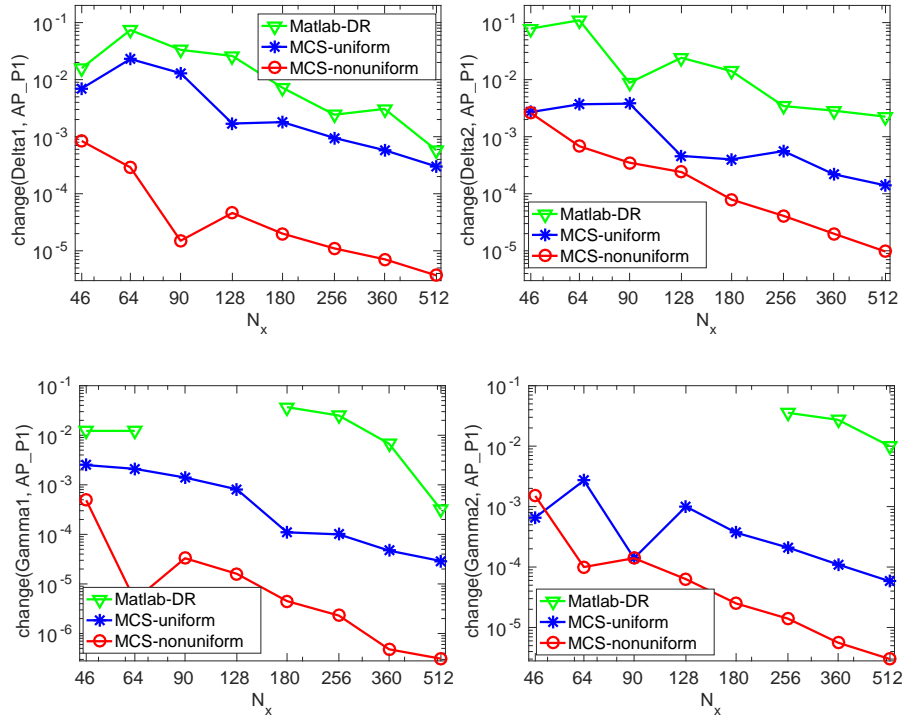 change(Delta1, AP_P1)
10^-1
10^-2
10^-3
10^-4
10^-5
Matlab-DR
MCS-uniform
MCS-nonuniform
46 64 90 128 180 256 360 512
N_x
change(Delta2, AP_P1)
10^-1
10^-2
10^-3
10^-4
10^-5
Matlab-DR
MCS-uniform
MCS-nonuniform
46 64 90 128 180 256 360 512
N_x
change(Gamma1, AP_P1)
10^-1
10^-2
10^-3
10^-4
10^-5
10^-6
Matlab-DR
MCS-uniform
MCS-nonuniform
46 64 90 128 180 256 360 512
N_x
change(Gamma2, AP_P1)
10^-1
10^-2
10^-3
10^-4
10^-5
Matlab-DR
MCS-uniform
MCS-nonuniform
46 64 90 128 180 256 360 512
N_x